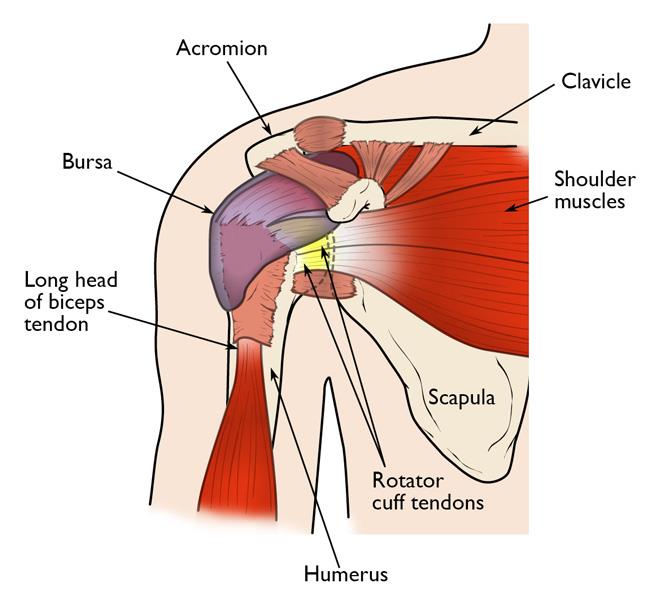 Acromion
Clavicle
Bursa
Shoulder
muscles
Long head
of biceps
tendon
Scapula
Rotator
cuff tendons
Humerus